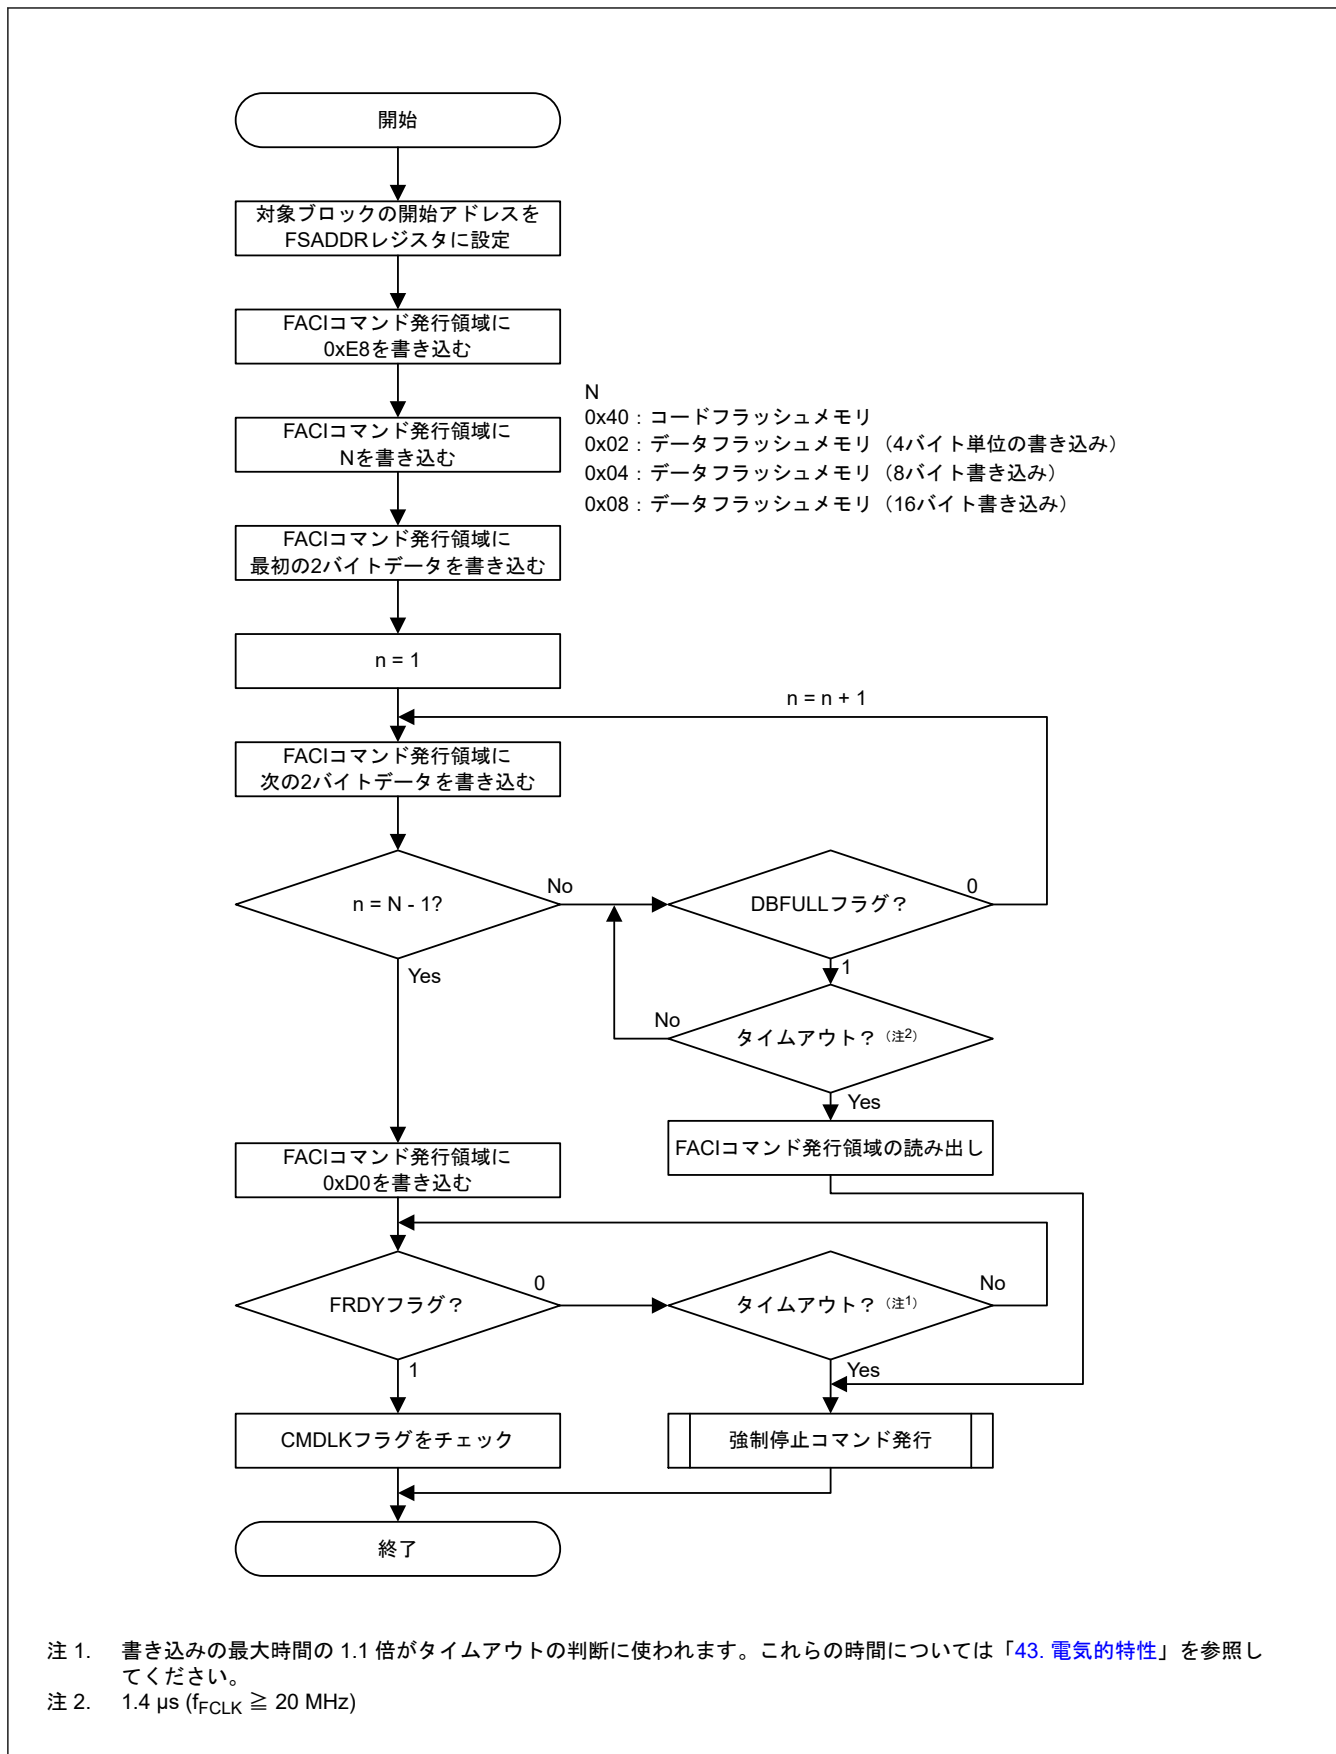 開始
対象ブロックの開始アドレスを
FSADDRレジスタに設定
FACIコマンド発行領域に
0xE8を書き込む
FACIコマンド発行領域に
Nを書き込む
N
0x40：コードフラッシュメモリ
0x02：データフラッシュメモリ（4バイト単位の書き込み）
0x04：データフラッシュメモリ（8バイト書き込み）
0x08：データフラッシュメモリ（16バイト書き込み）
FACIコマンド発行領域に
最初の2バイトデータを書き込む
n = 1
n = n + 1
FACIコマンド発行領域に
次の2バイトデータを書き込む
n = N - 1?
No
Yes
DBFULLフラグ？
0
1
タイムアウト？（注2）
No
Yes
FACIコマンド発行領域の読み出し
FACIコマンド発行領域に
0xD0を書き込む
FRDYフラグ？
0
1
タイムアウト？（注1）
No
Yes
CMDLKフラグをチェック
強制停止コマンド発行
終了
注 1. 書き込みの最大時間の 1.1 倍がタイムアウトの判断に使われます。これらの時間については「43. 電気的特性」を参照し
てください。
注 2. 1.4 μs (fFCLK ≧ 20 MHz)